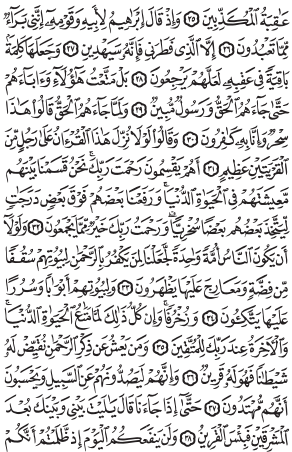 عَٰقِبَةُ ٱلْمُكَذِّبِينَ ٢٥ وَإِذْ قَالَ إِبْرَٰهِيمُ لِأَبِيهِ وَقَوْمِهِۦٓ إِنَّنِى بَرَآءٌ
مِّمَّا تَعْبُدُونَ ٢٦ إِلَّا ٱلَّذِى فَطَرَنِى فَإِنَّهُۥ سَيَهْدِينِ ٢٧ وَجَعَلَهَا كَلِمَةًۢ
بَاقِيَةً فِى عَقِبِهِۦ لَعَلَّهُمْ يَرْجِعُونَ ٢٨ بَلْ مَتَّعْتُ هَٰٓؤُلَآءِ وَءَابَآءَهُمْ
حَتَّىٰ جَآءَهُمُ ٱلْحَقُّ وَرَسُولٌ مُّبِينٌ ٢٩ وَلَمَّا جَآءَهُمُ ٱلْحَقُّ قَالُوا۟ هَٰذَا
سِحْرٌ وَإِنَّا بِهِۦ كَٰفِرُونَ ٣٠ وَقَالُوا۟ لَوْلَا نُزِّلَ هَٰذَا ٱلْقُرْءَانُ عَلَىٰ رَجُلٍ مِّنَ
ٱلْقَرْيَتَيْنِ عَظِيمٍ ٣١ أَهُمْ يَقْسِمُونَ رَحْمَتَ رَبِّكَ نَحْنُ قَسَمْنَا بَيْنَهُم
مَّعِيشَتَهُمْ فِى ٱلْحَيَوٰةِ ٱلدُّنْيَا وَرَفَعْنَا بَعْضَهُمْ فَوْقَ بَعْضٍ دَرَجَٰتٍ
لِّيَتَّخِذَ بَعْضُهُم بَعْضًا سُخْرِيًّا وَرَحْمَتُ رَبِّكَ خَيْرٌ مِّمَّا يَجْمَعُونَ ٣٢ وَلَوْلَآ
أَن يَكُونَ ٱلنَّاسُ أُمَّةً وَٰحِدَةً لَّجَعَلْنَا لِمَن يَكْفُرُ بِٱلرَّحْمَٰنِ لِبُيُوتِهِمْ سُقُفًا
مِّن فِضَّةٍ وَمَعَارِجَ عَلَيْهَا يَظْهَرُونَ ٣٣ وَلِبُيُوتِهِمْ أَبْوَٰبًا وَسُرُرًا
عَلَيْهَا يَتَّكِـُٔونَ ٣٤ وَزُخْرُفًا وَإِن كُلُّ ذَٰلِكَ لَمَّا مَتَٰعُ ٱلْحَيَوٰةِ ٱلدُّنْيَا
وَٱلْءَاخِرَةُ عِندَ رَبِّكَ لِلْمُتَّقِينَ ٣٥ وَمَن يَعْشُ عَن ذِكْرِ ٱلرَّحْمَٰنِ نُقَيِّضْ لَهُۥ
شَيْطَٰنًا فَهُوَ لَهُۥ قَرِينٌ ٣٦ وَإِنَّهُمْ لَيَصُدُّونَهُمْ عَنِ ٱلسَّبِيلِ وَيَحْسَبُونَ
أَنَّهُم مُّهْتَدُونَ ٣٧ حَتَّىٰٓ إِذَا جَآءَنَا قَالَ يَٰلَيْتَ بَيْنِى وَبَيْنَكَ بُعْدَ
ٱلْمَشْرِقَيْنِ فَبِئْسَ ٱلْقَرِينُ ٣٨ وَلَن يَنفَعَكُمُ ٱلْيَوْمَ إِذ ظَّلَمْتُمْ أَنَّكُمْ